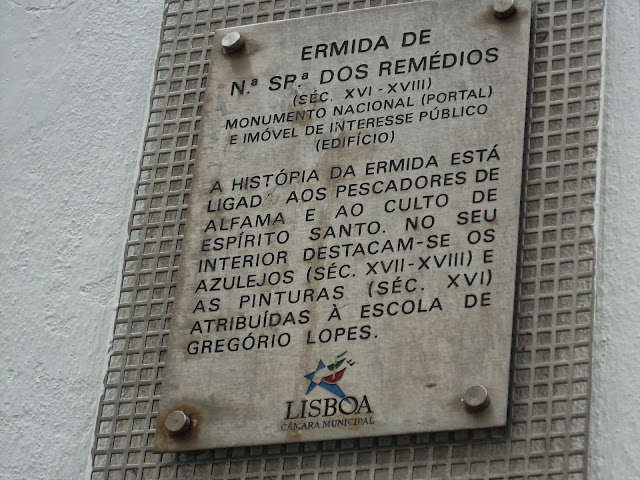 ERMIDA DE
N.ª SR.ª DOS REMÉDIOS
(SÉC. XVI - XVIII)
MONUMENTO NACIONAL (PORTAL)
E IMÓVEL DE INTERESSE PÚBLICO
(EDIFÍCIO)
A HISTÓRIA DA ERMIDA ESTÁ
LIGAD  AOS PESCADORES DE
ALFAMA E AO CULTO DE
ESPÍRITO SANTO. NO SEU
INTERIOR DESTACAM-SE OS
AZULEJOS (SÉC. XVII-XVIII) E
AS PINTURAS (SÉC. XVI)
ATRIBUÍDAS À ESCOLA DE
GREGÓRIO LOPES.
LISBOA
CÂMARA MUNICIPAL